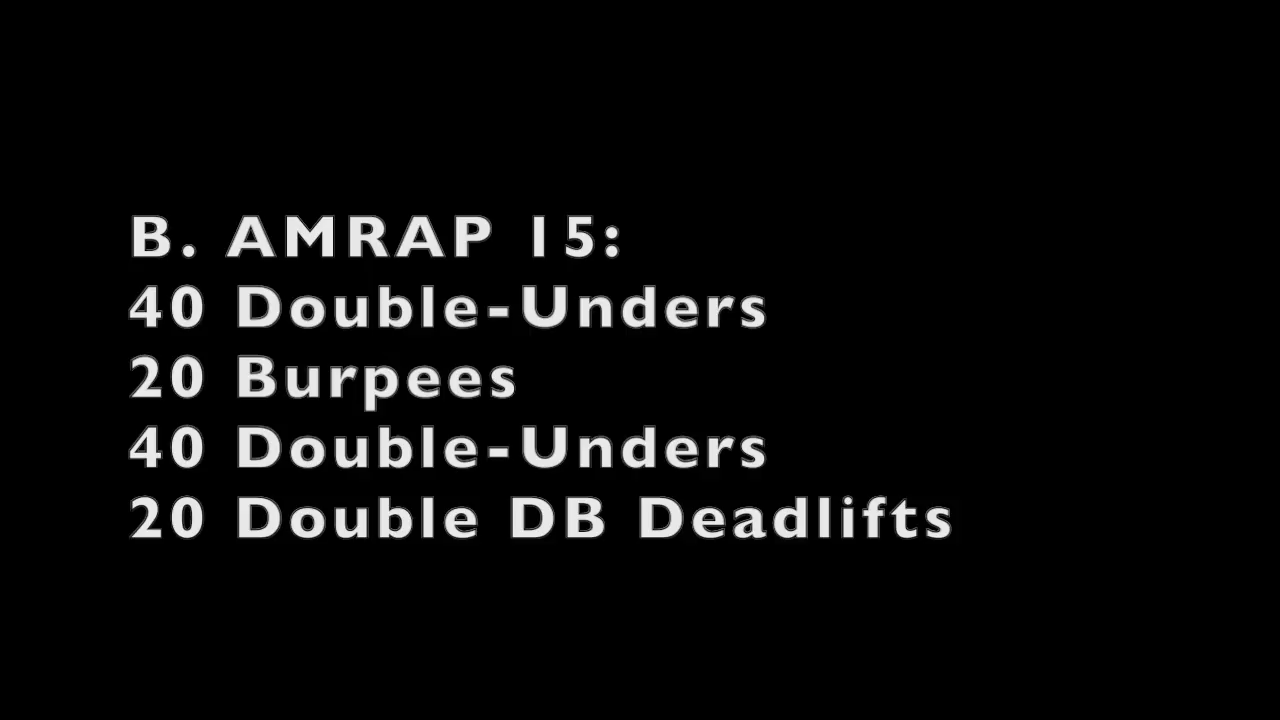 B. AMRAP 15:
40 Double-Unders
20 Burpees
40 Double-Unders
20 Double DB Deadlifts